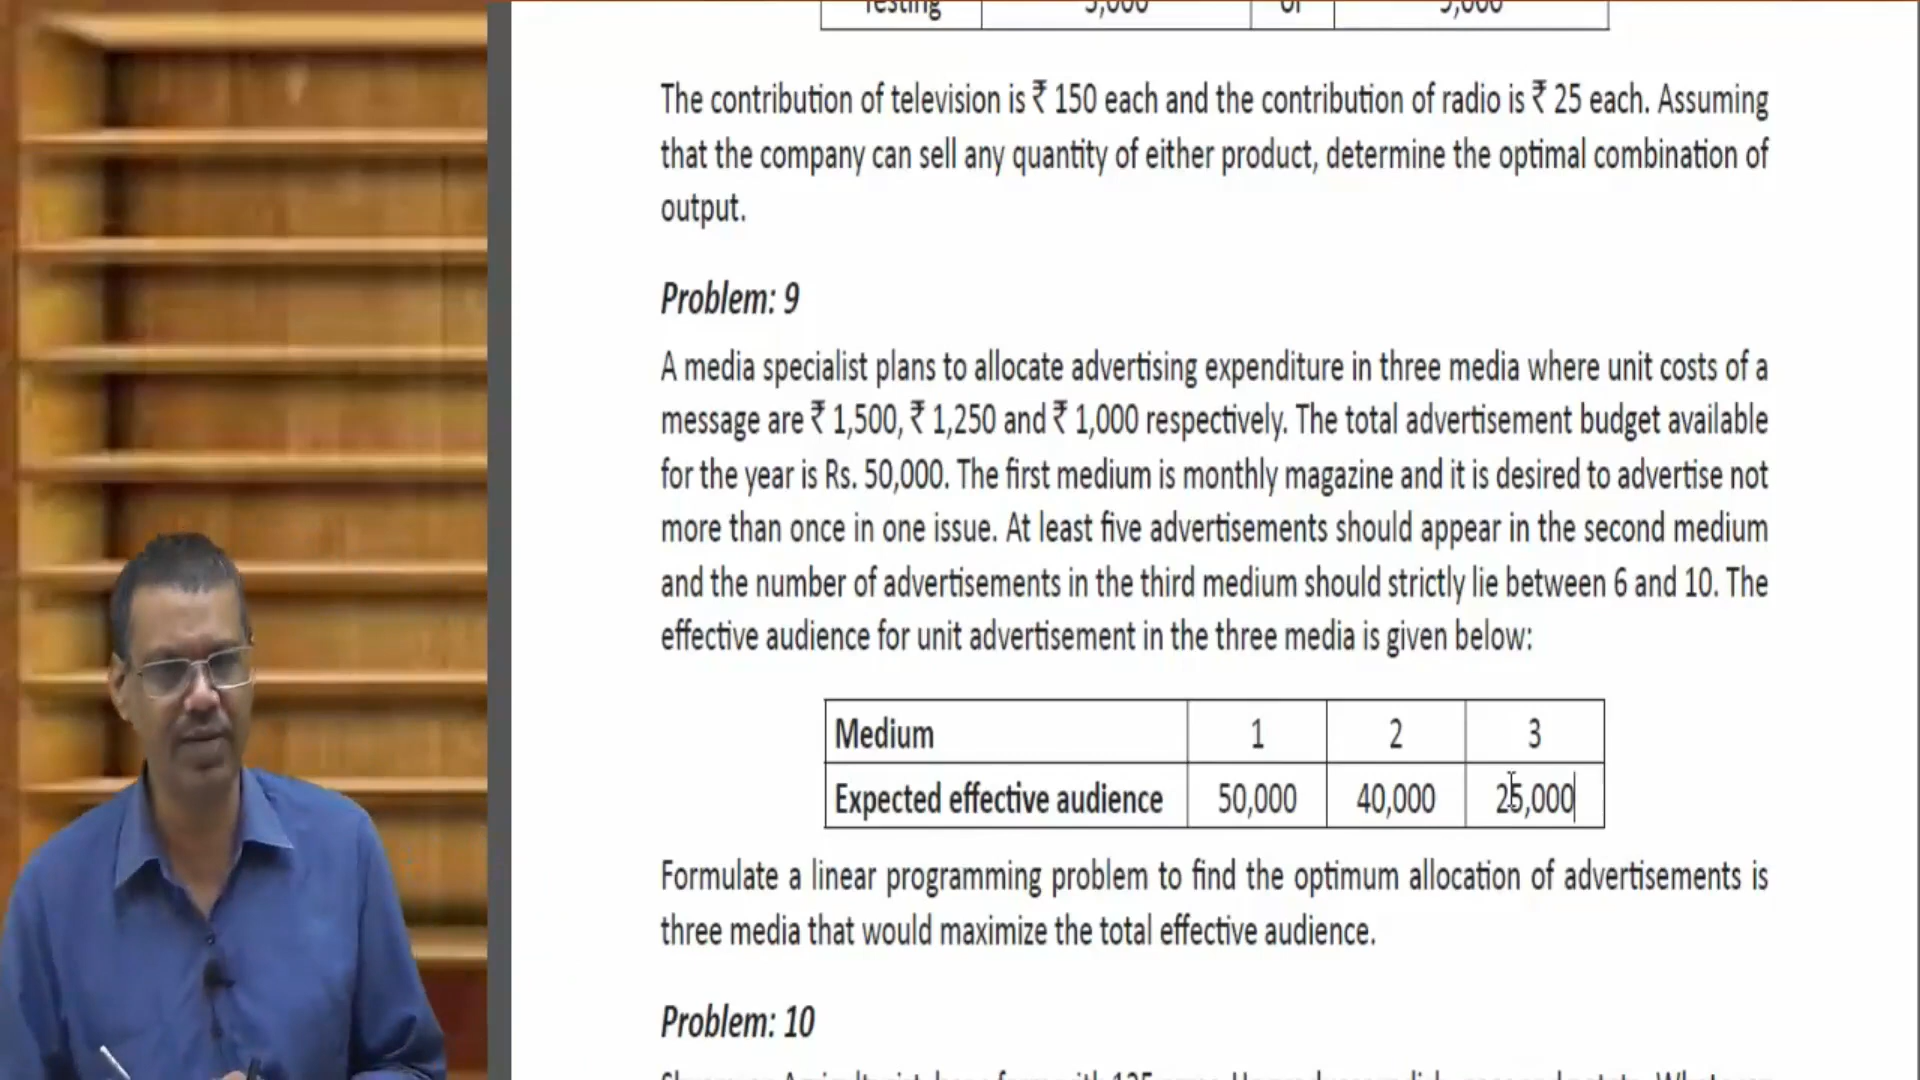 Testing 5,000 or 9,000
The contribution of television is ₹ 150 each and the contribution of radio is ₹ 25 each. Assuming
that the company can sell any quantity of either product, determine the optimal combination of
output.
Problem: 9
A media specialist plans to allocate advertising expenditure in three media where unit costs of a
message are ₹ 1,500, ₹ 1,250 and ₹ 1,000 respectively. The total advertisement budget available
for the year is Rs. 50,000. The first medium is monthly magazine and it is desired to advertise not
more than once in one issue. At least five advertisements should appear in the second medium
and the number of advertisements in the third medium should strictly lie between 6 and 10. The
effective audience for unit advertisement in the three media is given below:
Medium 1 2 3
Expected effective audience 50,000 40,000 25,000
Formulate a linear programming problem to find the optimum allocation of advertisements is
three media that would maximize the total effective audience.
Problem: 10